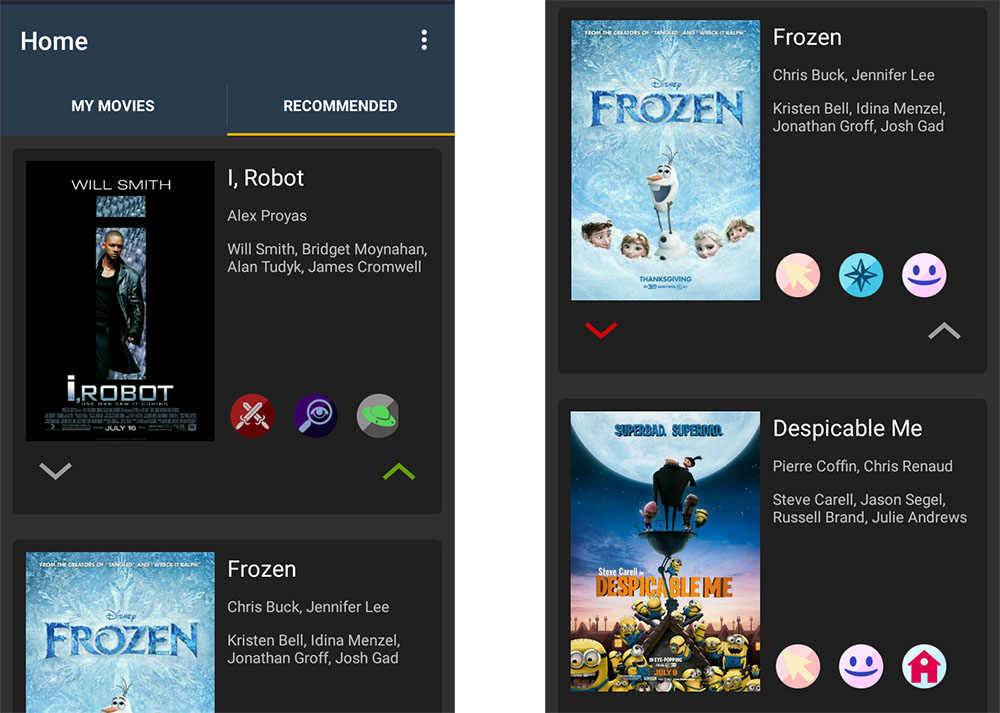 Home
MY MOVIES
RECOMMENDED
WILL SMITH
I, ROBOT
ONE MAN SAW IT COMING
JULY 16
I, Robot
Alex Proyas
Will Smith, Bridget Moynahan,
Alan Tudyk, James Cromwell
FROM THE CREATORS OF "TANGLED" AND "WRECK-IT RALPH"
DISNEY
FROZEN
Frozen
Chris Buck, Jennifer Lee
Kristen Bell, Idina Menzel,
Jonathan Groff, Josh Gad
FROM THE CREATORS OF "TANGLED" AND "WRECK-IT RALPH"
DISNEY
FROZEN
THANKSGIVING
Frozen
Chris Buck, Jennifer Lee
Kristen Bell, Idina Menzel,
Jonathan Groff, Josh Gad
SUPERBAD. SUPERDAD.
Steve Carell in
DESPICABLE ME
IN EYE-POPPING
JULY 9
Despicable Me
Pierre Coffin, Chris Renaud
Steve Carell, Jason Segel,
Russell Brand, Julie Andrews